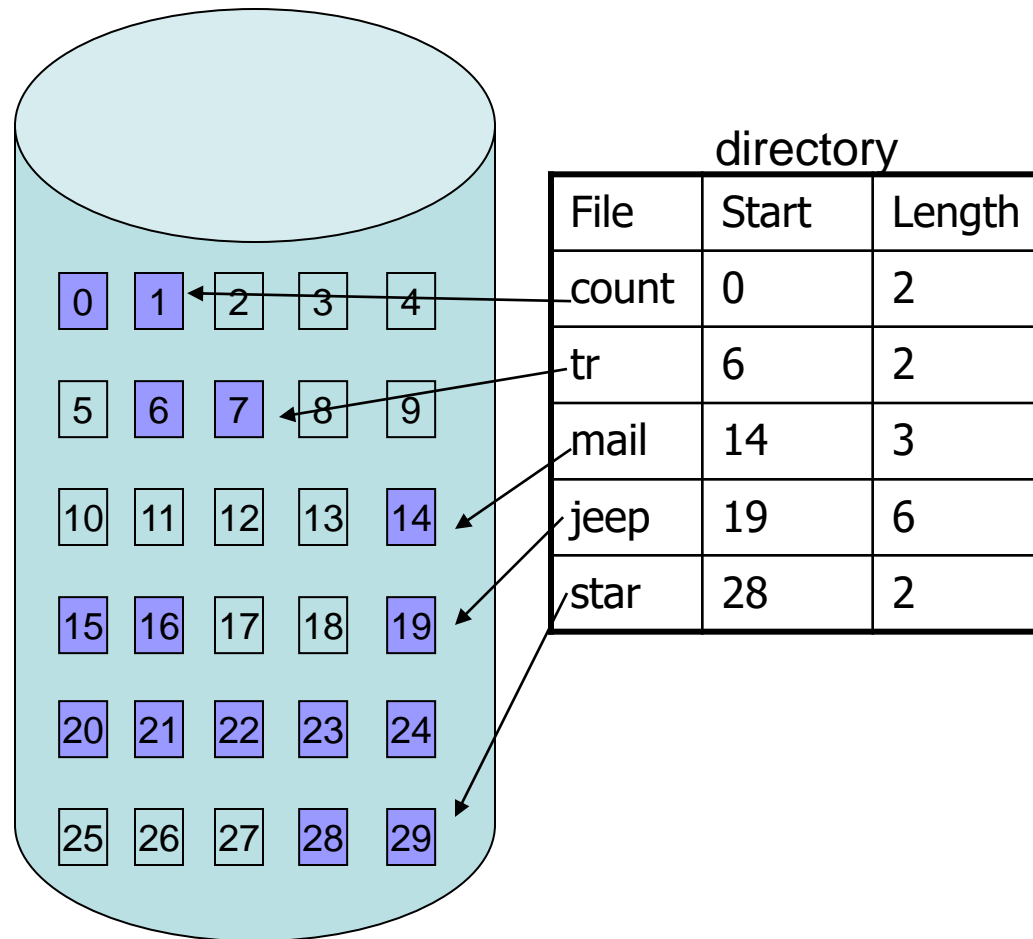 directory
File Start Length
count 0 2
tr 6 2
mail 14 3
jeep 19 6
star 28 2
0 1 2 3 4
5 6 7 8 9
10 11 12 13 14
15 16 17 18 19
20 21 22 23 24
25 26 27 28 29